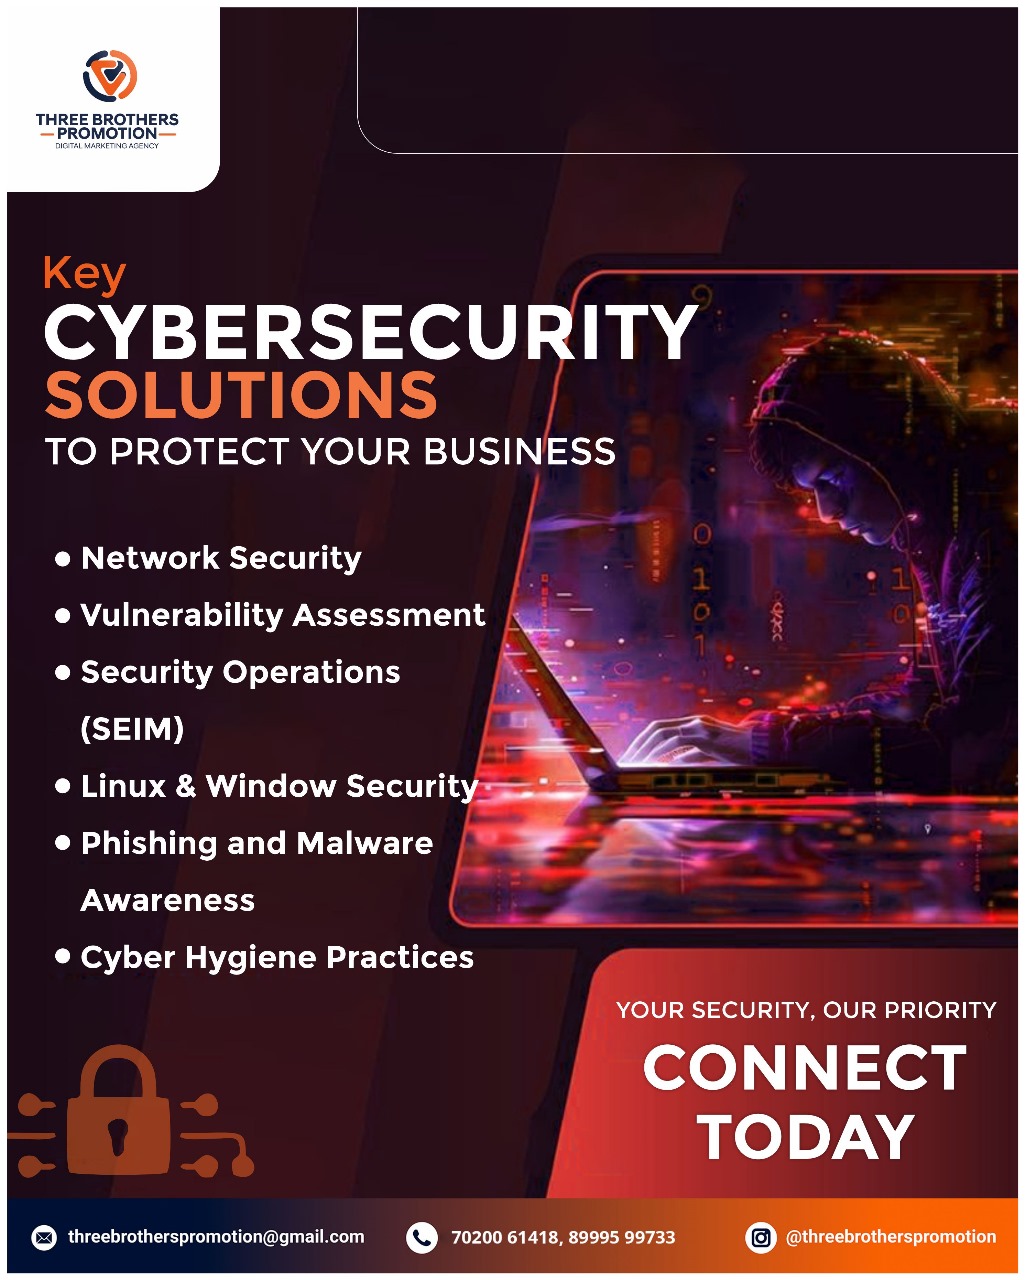 THREE BROTHERS
PROMOTION
DIGITAL MARKETING AGENCY
Key
CYBERSECURITY
SOLUTIONS
TO PROTECT YOUR BUSINESS
• Network Security
• Vulnerability Assessment
• Security Operations
(SEIM)
• Linux & Window Security
• Phishing and Malware
Awareness
• Cyber Hygiene Practices
YOUR SECURITY, OUR PRIORITY
CONNECT
TODAY
threebrotherspromotion@gmail.com
70200 61418, 89995 99733
@threebrotherspromotion